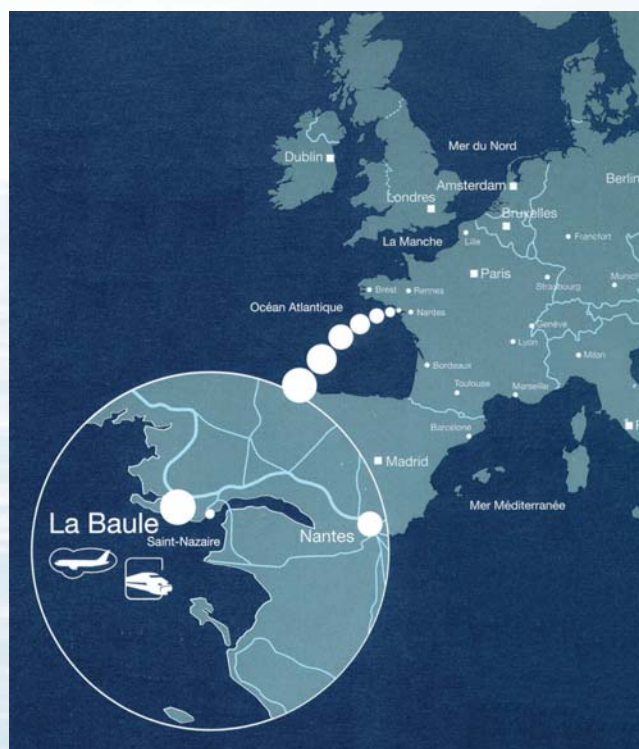 Mer du Nord
Dublin
Amsterdam
Berlin
Londres
Bruxelles
La Manche
Lille
Francfort
Paris
Strasbourg
Brest
Rennes
Océan Atlantique
Nantes
Genève
Lyon
Milan
Bordeaux
Toulouse
Marseille
Barcelone
Madrid
Mer Méditerranée
La Baule
Saint-Nazaire
Nantes